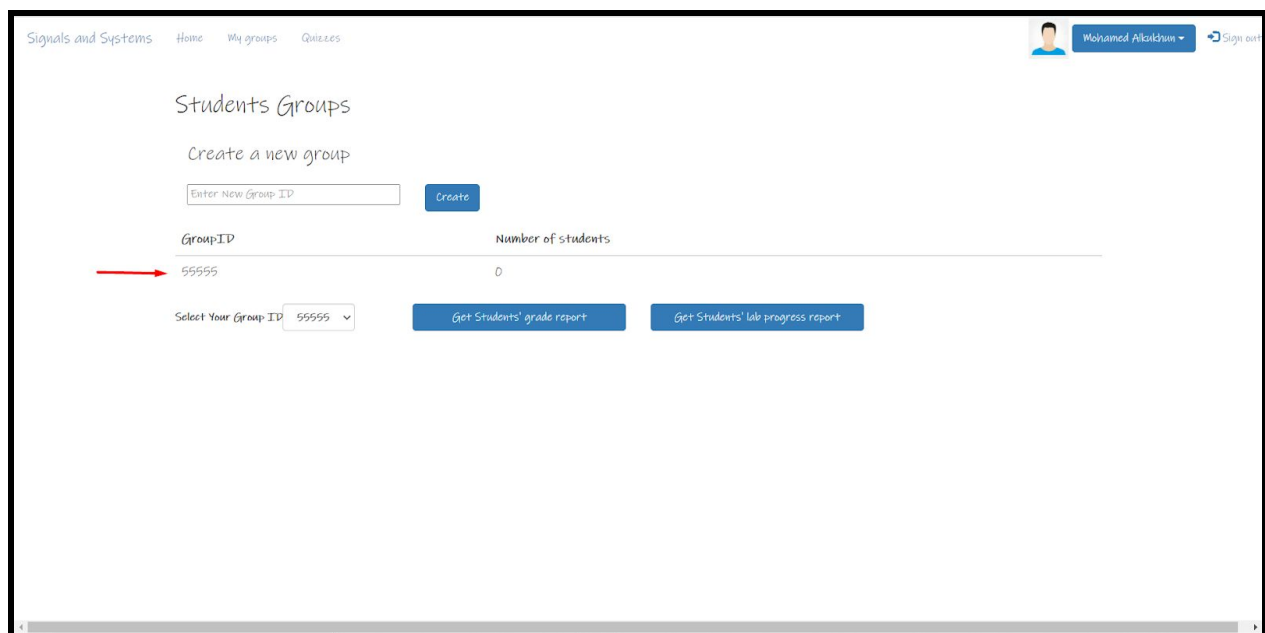 Signals and Systems Home My groups Quizzes Mohamed Alkukhun Sign out
Students Groups
Create a new group
Enter New Group ID Create
GroupID Number of students
55555 0
Select Your Group ID 55555 Get Students' grade report Get Students' lab progress report